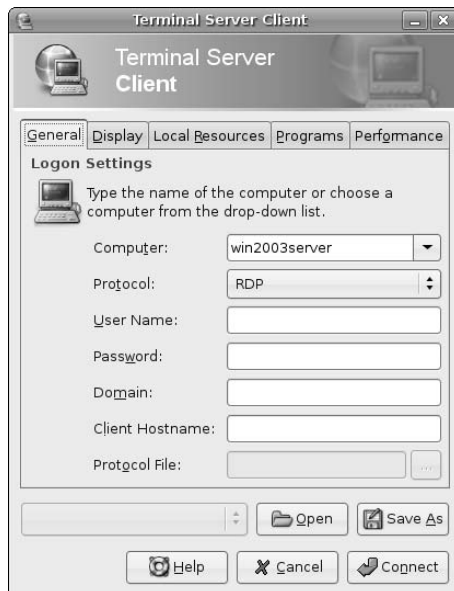 Terminal Server Client
Terminal Server
Client
General Display Local Resources Programs Performance
Logon Settings
Type the name of the computer or choose a
computer from the drop-down list.
Computer: win2003server
Protocol: RDP
User Name:
Password:
Domain:
Client Hostname:
Protocol File: ...
Open Save As
Help Cancel Connect